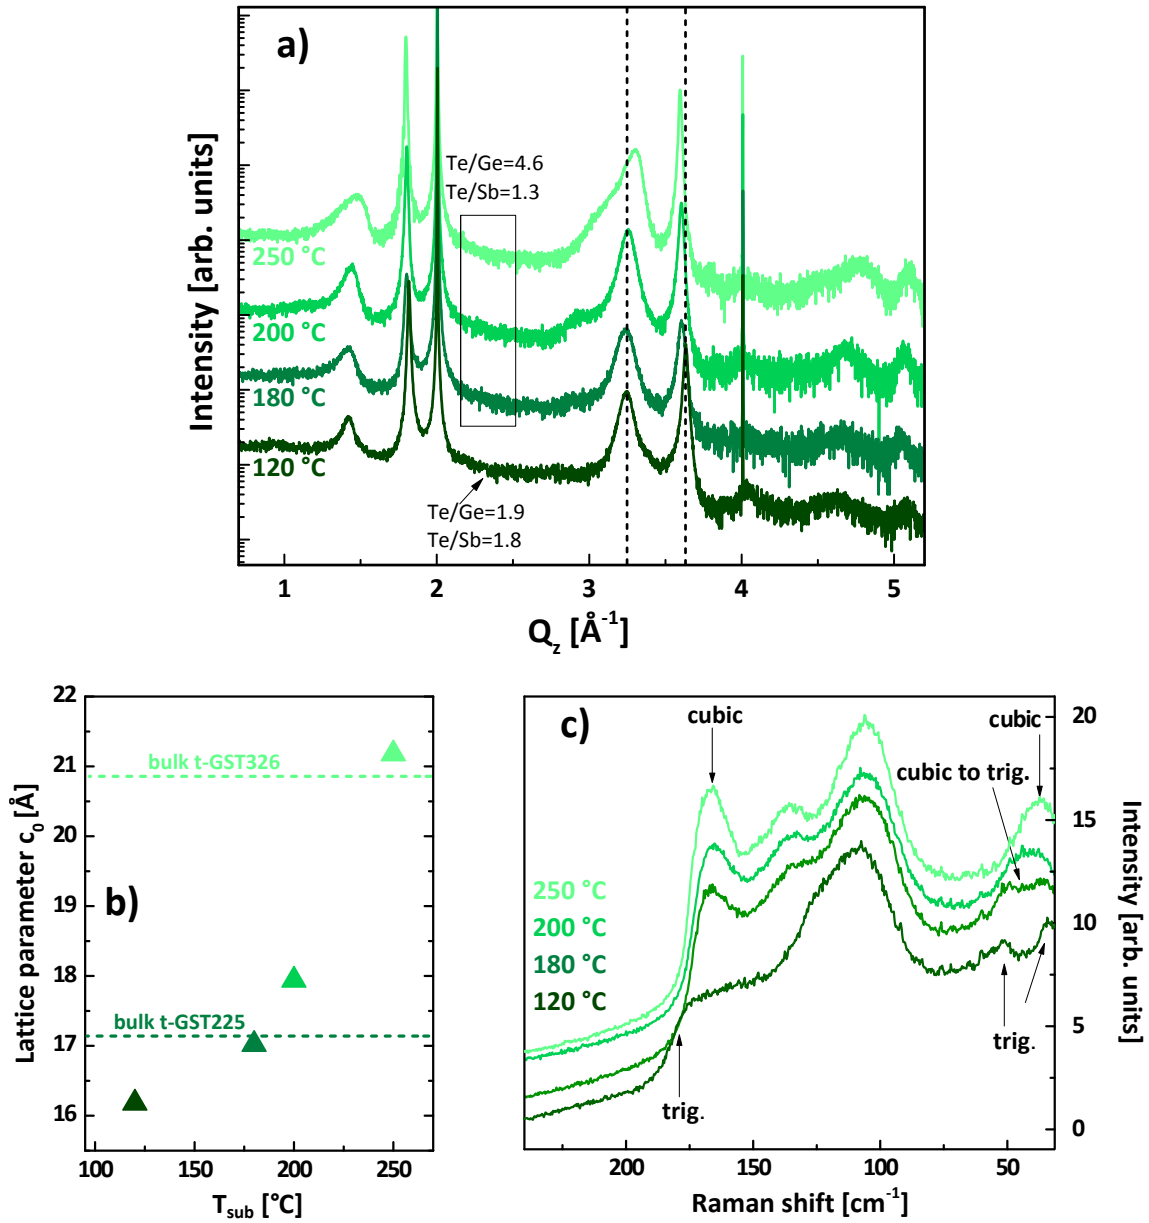 a)
Intensity [arb. units]
Te/Ge=4.6
Te/Sb=1.3
250 °C
200 °C
180 °C
120 °C
Te/Ge=1.9
Te/Sb=1.8
1 2 3 4 5
Q_z [Å⁻¹]
b)
Lattice parameter c₀ [Å]
22
21
20
19
18
17
16
bulk t-GST326
bulk t-GST225
100 150 200 250
T_sub [°C]
c)
cubic
cubic
cubic to trig.
250 °C
200 °C
180 °C
120 °C
trig.
trig.
20
15
10
5
0
Intensity [arb. units]
200 150 100 50
Raman shift [cm⁻¹]